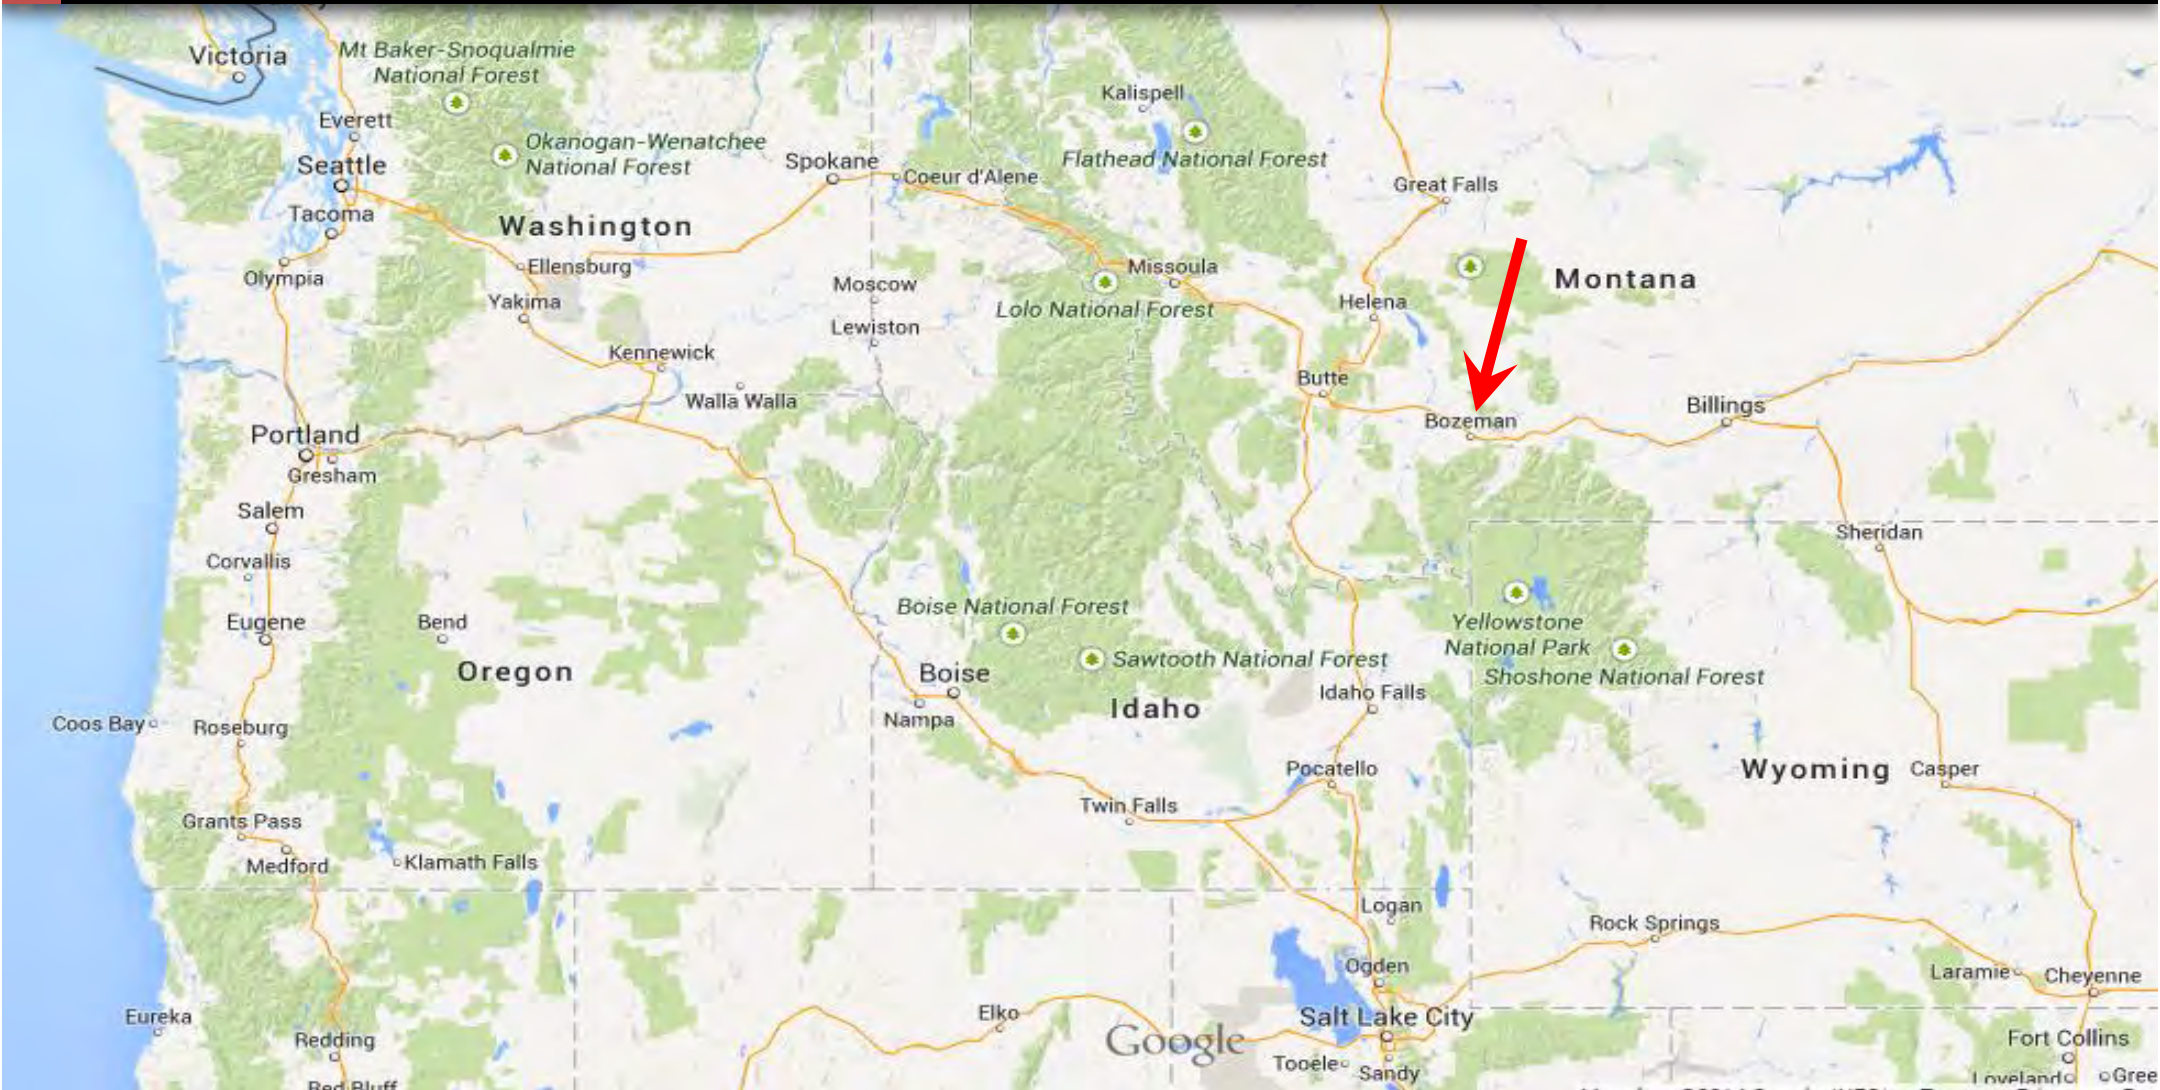 Victoria
Mt Baker-Snoqualmie
National Forest
Everett
Okanogan-Wenatchee
National Forest
Seattle
Tacoma
Washington
Spokane
Coeur d'Alene
Kalispell
Flathead National Forest
Great Falls
Olympia
Ellensburg
Yakima
Moscow
Lewiston
Missoula
Lolo National Forest
Helena
Montana
Kennewick
Walla Walla
Butte
Bozeman
Billings
Portland
Gresham
Salem
Corvallis
Sheridan
Eugene
Bend
Oregon
Boise National Forest
Sawtooth National Forest
Yellowstone
National Park
Shoshone National Forest
Boise
Nampa
Idaho
Idaho Falls
Coos Bay
Roseburg
Pocatello
Wyoming
Casper
Twin Falls
Grants Pass
Medford
Klamath Falls
Logan
Rock Springs
Ogden
Laramie
Cheyenne
Eureka
Redding
Elko
Google
Salt Lake City
Tooele
Sandy
Fort Collins
Red Bluff
Loveland